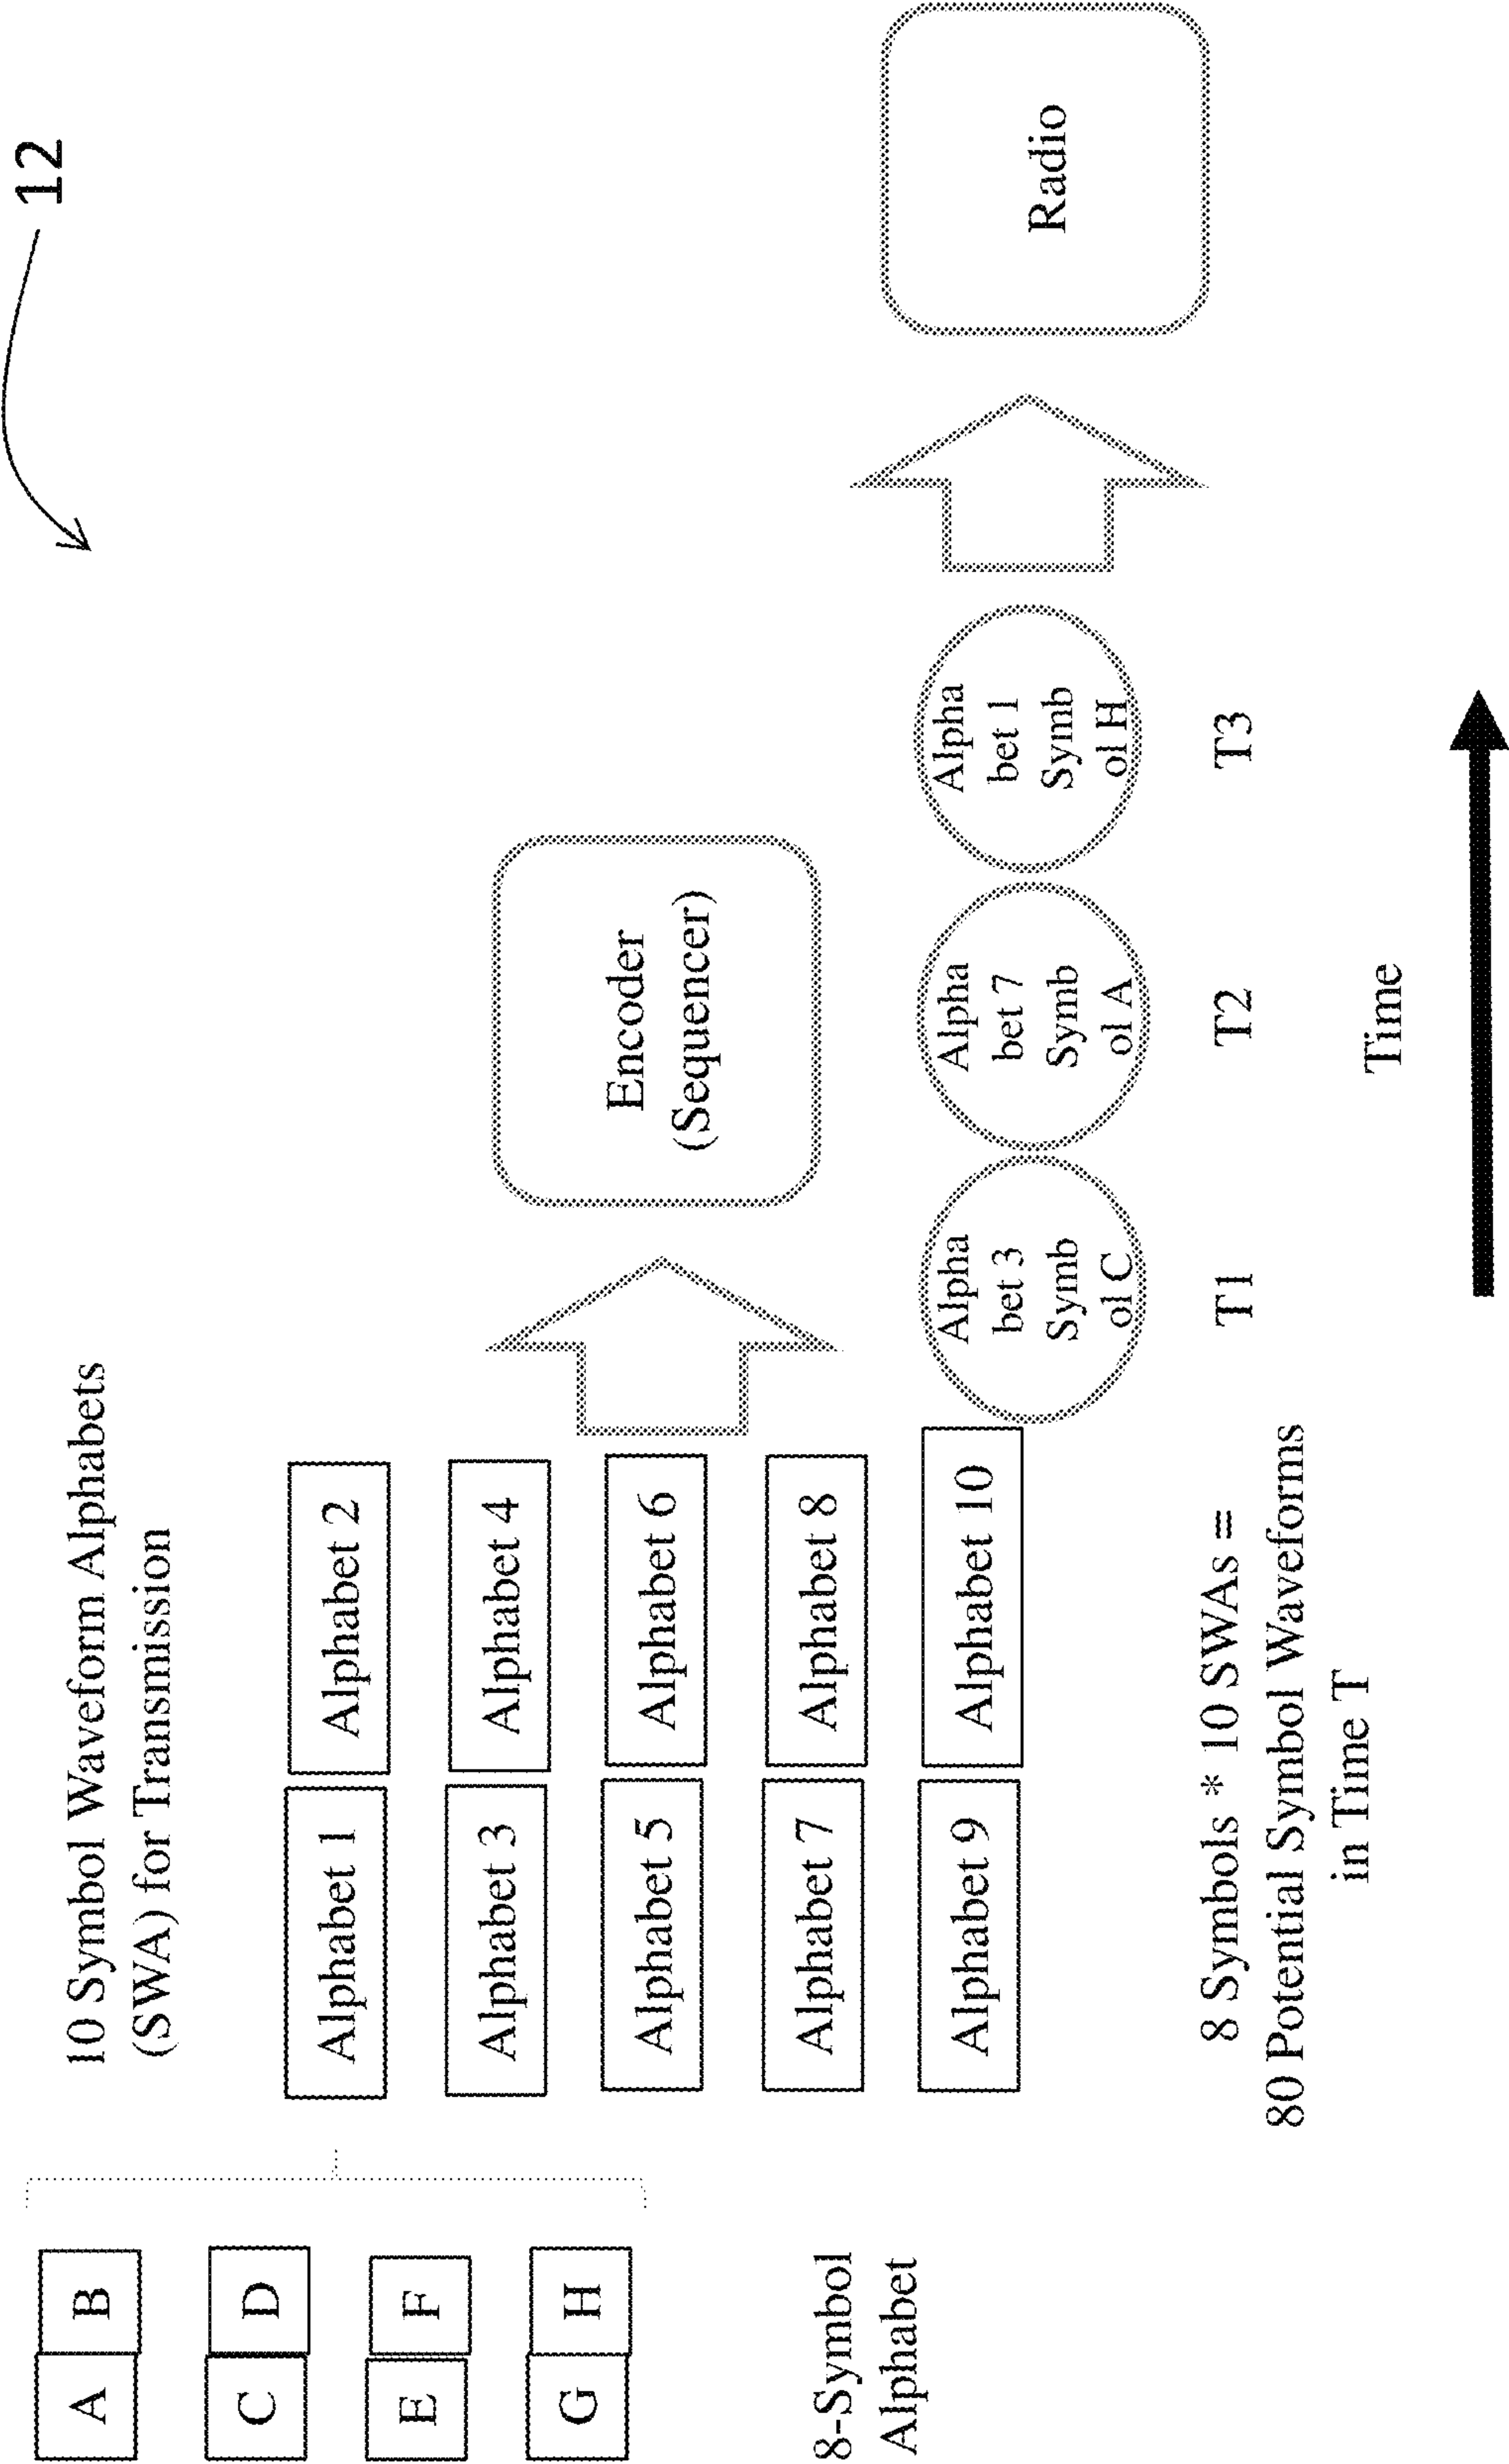 12
10 Symbol Waveform Alphabets
(SWA) for Transmission
A
B
C
D
E
F
G
H
8-Symbol
Alphabet
Alphabet 1
Alphabet 2
Alphabet 3
Alphabet 4
Alphabet 5
Alphabet 6
Alphabet 7
Alphabet 8
Alphabet 9
Alphabet 10
8 Symbols * 10 SWAs =
80 Potential Symbol Waveforms
in Time T
Encoder
(Sequencer)
Alpha
bet 3
Symb
ol C
Alpha
bet 7
Symb
ol A
Alpha
bet 1
Symb
ol H
T1
T2
T3
Time
Radio